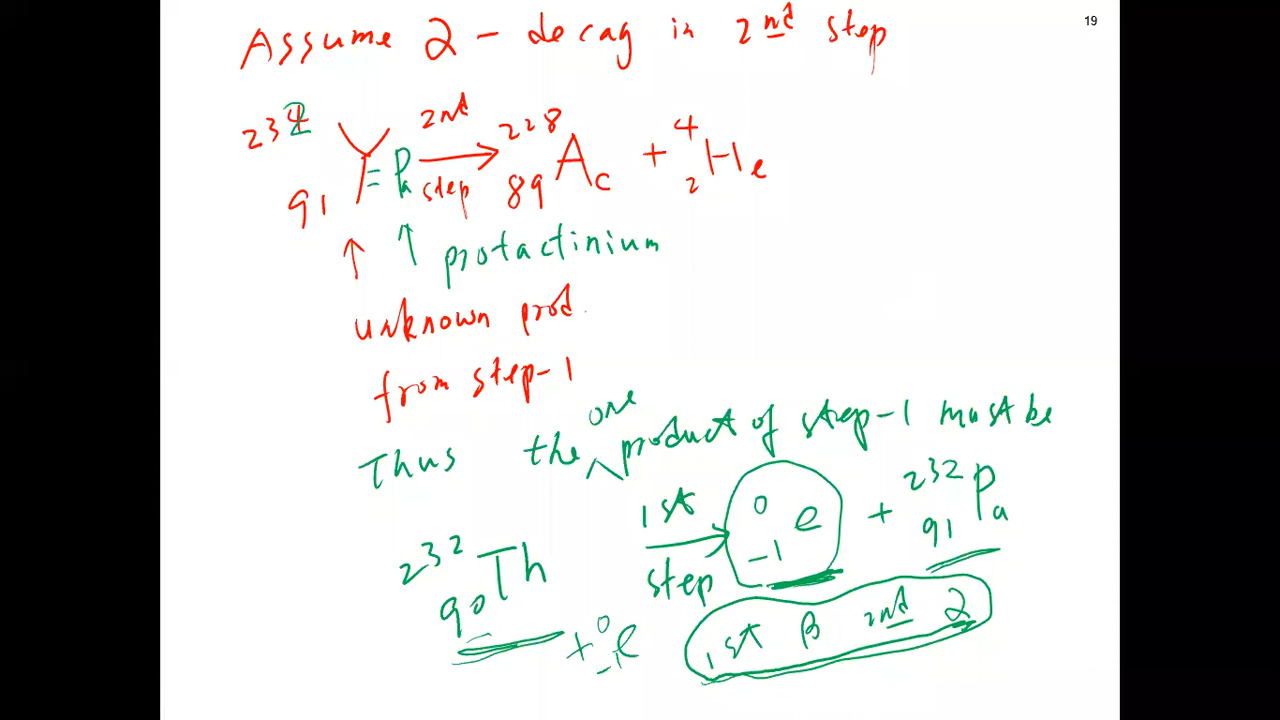 19
Assume α - decay in 2nd step
232 91 Y = Pa 2nd step → 228 89 Ac + 4 2 He
↑ ↑ protactinium
unknown prod.
from step-1
Thus the one product of step-1 must be
232 90 Th 1st step → 0 -1 e + 232 91 Pa
+ 0 -1 e 1st β 2nd α